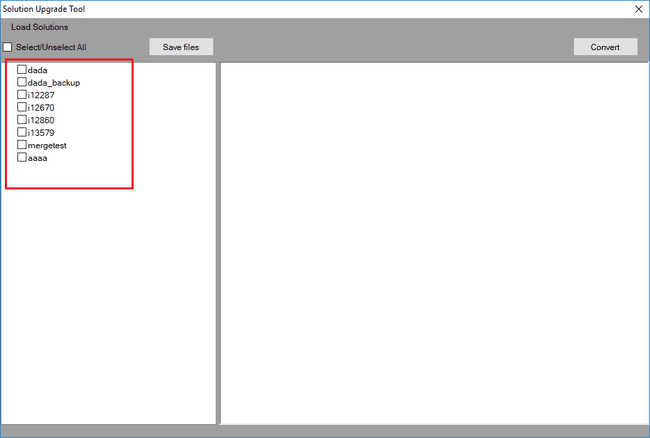 Solution Upgrade Tool
Load Solutions
Select/Unselect All
Save files
Convert
dada
dada_backup
i12287
i12670
i12860
i13579
mergetest
aaaa